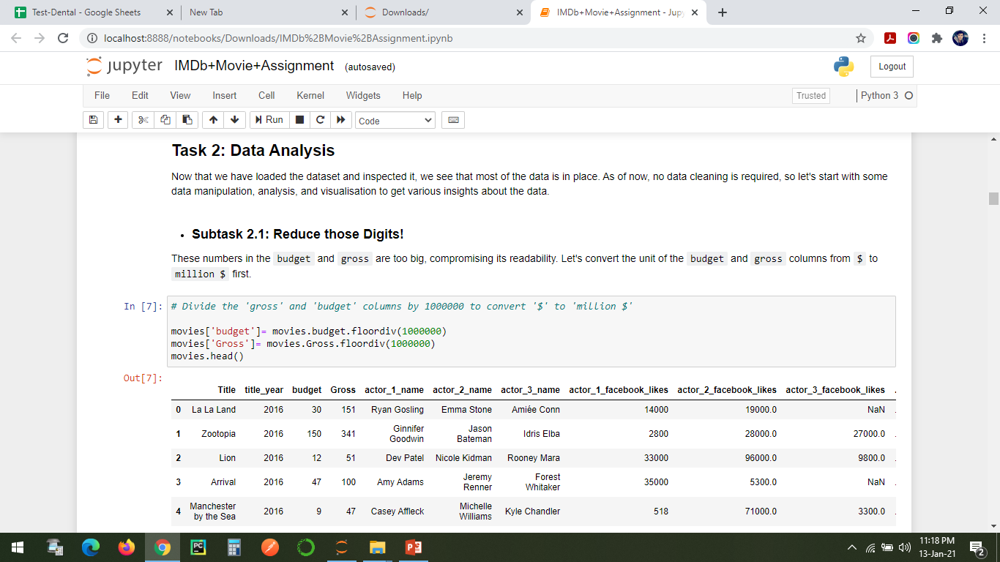 Test-Dental - Google Sheets
New Tab
Downloads/
IMDb+Movie+Assignment - Jup
localhost:8888/notebooks/Downloads/IMDb%2BMovie%2BAssignment.ipynb
jupyter IMDb+Movie+Assignment (autosaved)
Logout
File Edit View Insert Cell Kernel Widgets Help
Trusted
Python 3
Run
Code
Task 2: Data Analysis
Now that we have loaded the dataset and inspected it, we see that most of the data is in place. As of now, no data cleaning is required, so let's start with some
data manipulation, analysis, and visualisation to get various insights about the data.
• Subtask 2.1: Reduce those Digits!
These numbers in the budget and gross are too big, compromising its readability. Let's convert the unit of the budget and gross columns from $ to
million $ first.
In [7]: # Divide the 'gross' and 'budget' columns by 1000000 to convert '$' to 'million $'
movies['budget']= movies.budget.floordiv(1000000)
movies['Gross']= movies.Gross.floordiv(1000000)
movies.head()
Out[7]:
Title title_year budget Gross actor_1_name actor_2_name actor_3_name actor_1_facebook_likes actor_2_facebook_likes actor_3_facebook_likes .
0 La La Land 2016 30 151 Ryan Gosling Emma Stone Amiée Conn 14000 19000.0 NaN .
1 Zootopia 2016 150 341 Ginnifer Goodwin Jason Bateman Idris Elba 2800 28000.0 27000.0 .
2 Lion 2016 12 51 Dev Patel Nicole Kidman Rooney Mara 33000 96000.0 9800.0 .
3 Arrival 2016 47 100 Amy Adams Jeremy Renner Forest Whitaker 35000 5300.0 NaN .
4 Manchester by the Sea 2016 9 47 Casey Affleck Michelle Williams Kyle Chandler 518 71000.0 3300.0 .
11:18 PM
13-Jan-21
2